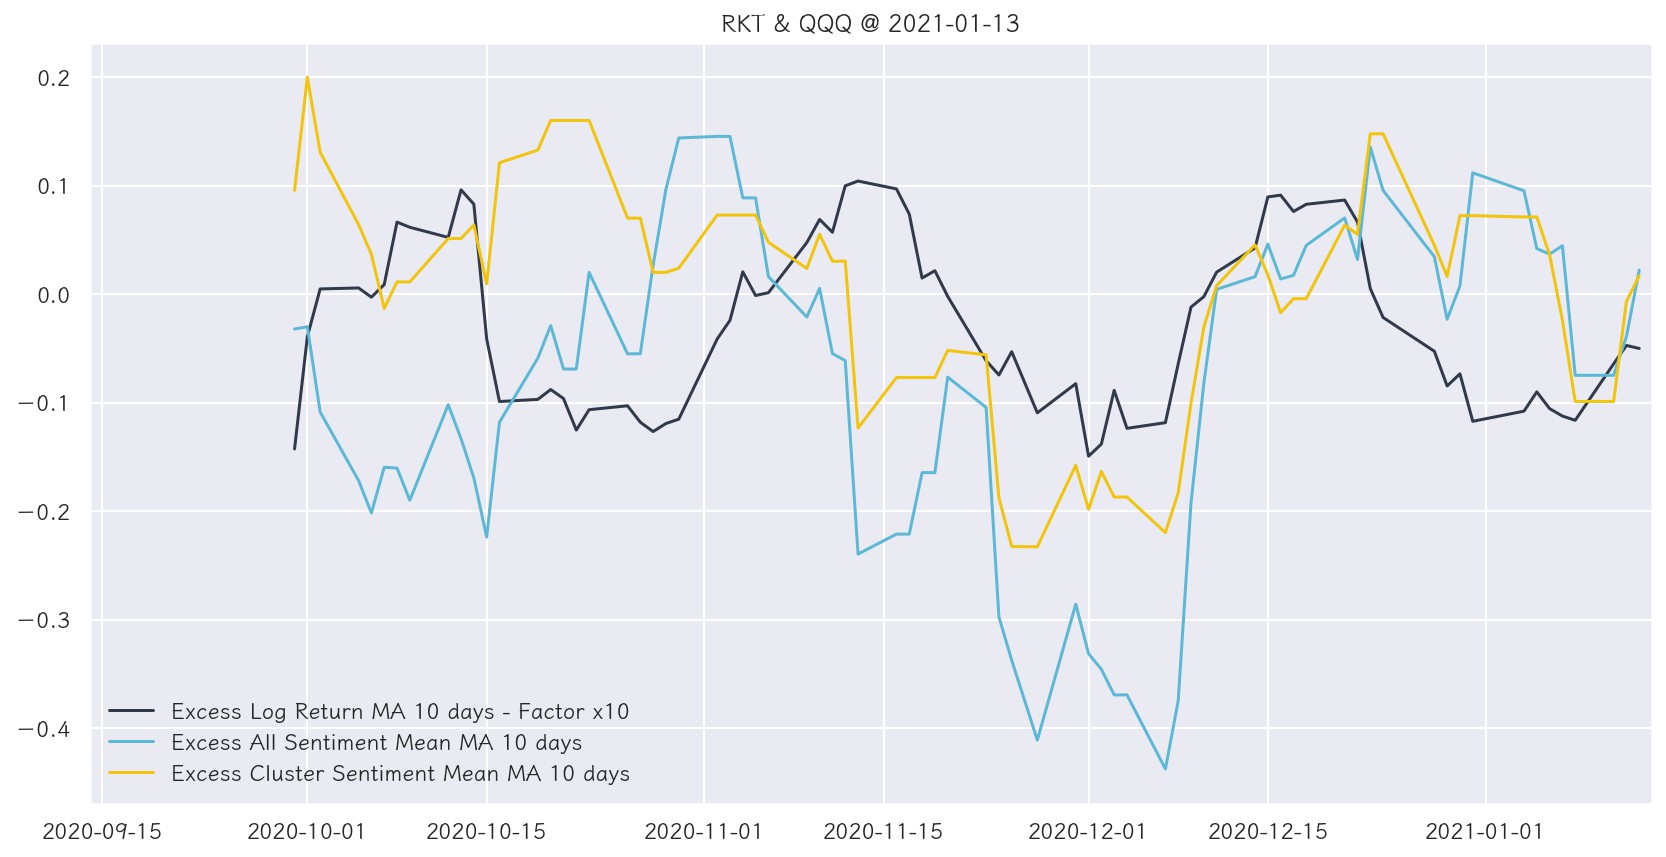 RKT & QQQ @ 2021-01-13
0.2
0.1
0.0
−0.1
−0.2
−0.3
−0.4
Excess Log Return MA 10 days - Factor x10
Excess All Sentiment Mean MA 10 days
Excess Cluster Sentiment Mean MA 10 days
2020-09-15 2020-10-01 2020-10-15 2020-11-01 2020-11-15 2020-12-01 2020-12-15 2021-01-01